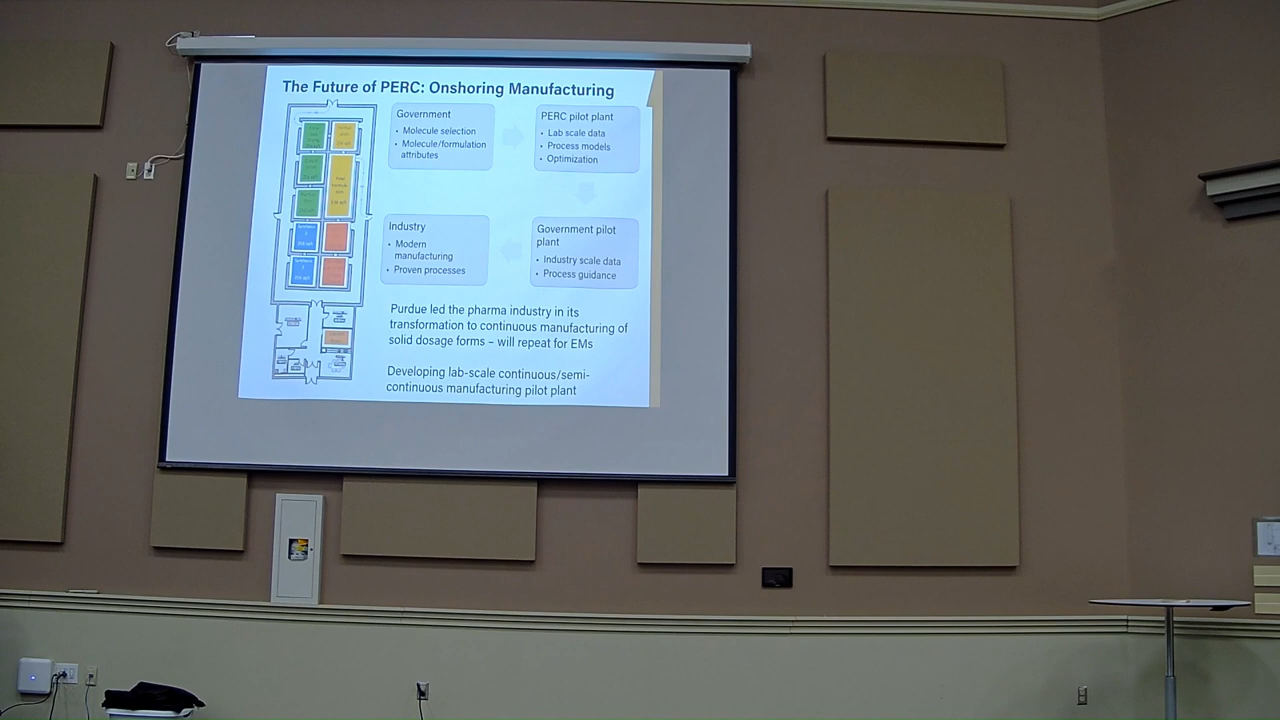 The Future of PERC: Onshoring Manufacturing
Government
• Molecule selection
• Molecule/formulation
attributes
PERC pilot plant
• Lab scale data
• Process models
• Optimization
Government pilot
plant
• Industry scale data
• Process guidance
Industry
• Modern
manufacturing
• Proven processes
Purdue led the pharma industry in its
transformation to continuous manufacturing of
solid dosage forms – will repeat for EMs
Developing lab-scale continuous/semi-
continuous manufacturing pilot plant